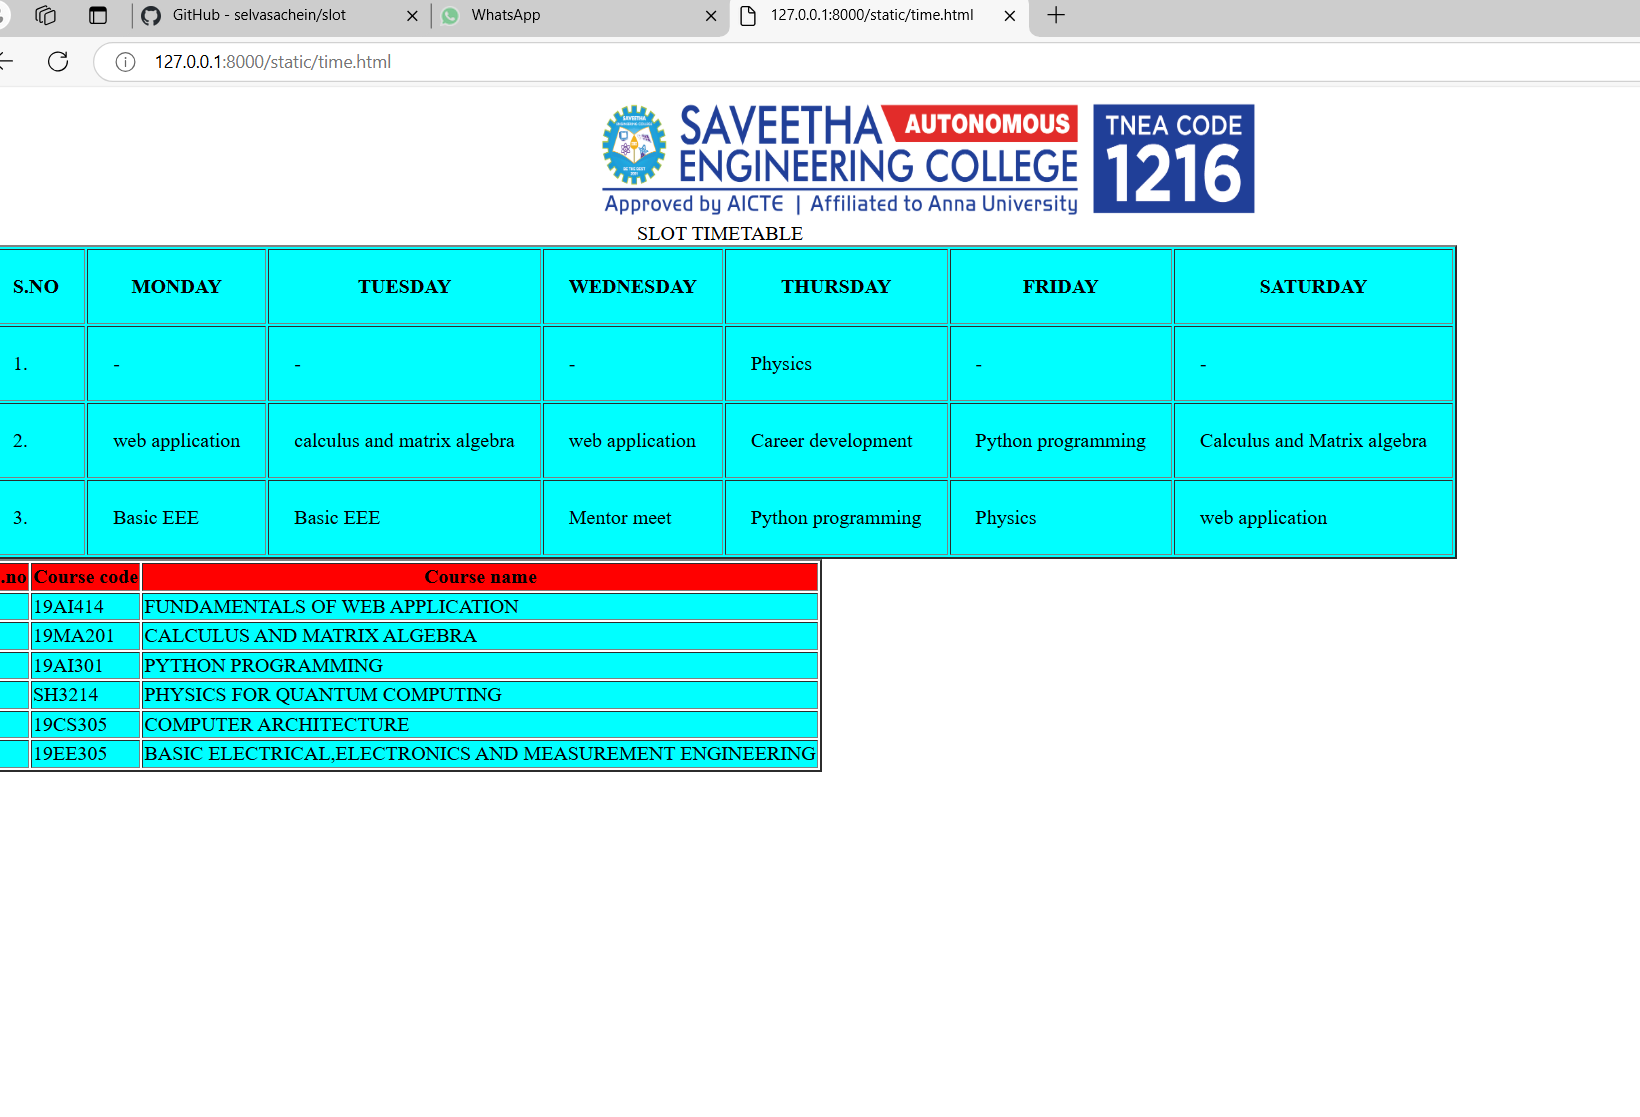 GitHub - selvasachein/slot
WhatsApp
127.0.0.1:8000/static/time.html
127.0.0.1:8000/static/time.html
SAVEETHA AUTONOMOUS
ENGINEERING COLLEGE
Approved by AICTE | Affiliated to Anna University
TNEA CODE
1216
SLOT TIMETABLE
S.NO MONDAY TUESDAY WEDNESDAY THURSDAY FRIDAY SATURDAY
1. - - - Physics - -
2. web application calculus and matrix algebra web application Career development Python programming Calculus and Matrix algebra
3. Basic EEE Basic EEE Mentor meet Python programming Physics web application
.no Course code Course name
19AI414 FUNDAMENTALS OF WEB APPLICATION
19MA201 CALCULUS AND MATRIX ALGEBRA
19AI301 PYTHON PROGRAMMING
SH3214 PHYSICS FOR QUANTUM COMPUTING
19CS305 COMPUTER ARCHITECTURE
19EE305 BASIC ELECTRICAL,ELECTRONICS AND MEASUREMENT ENGINEERING